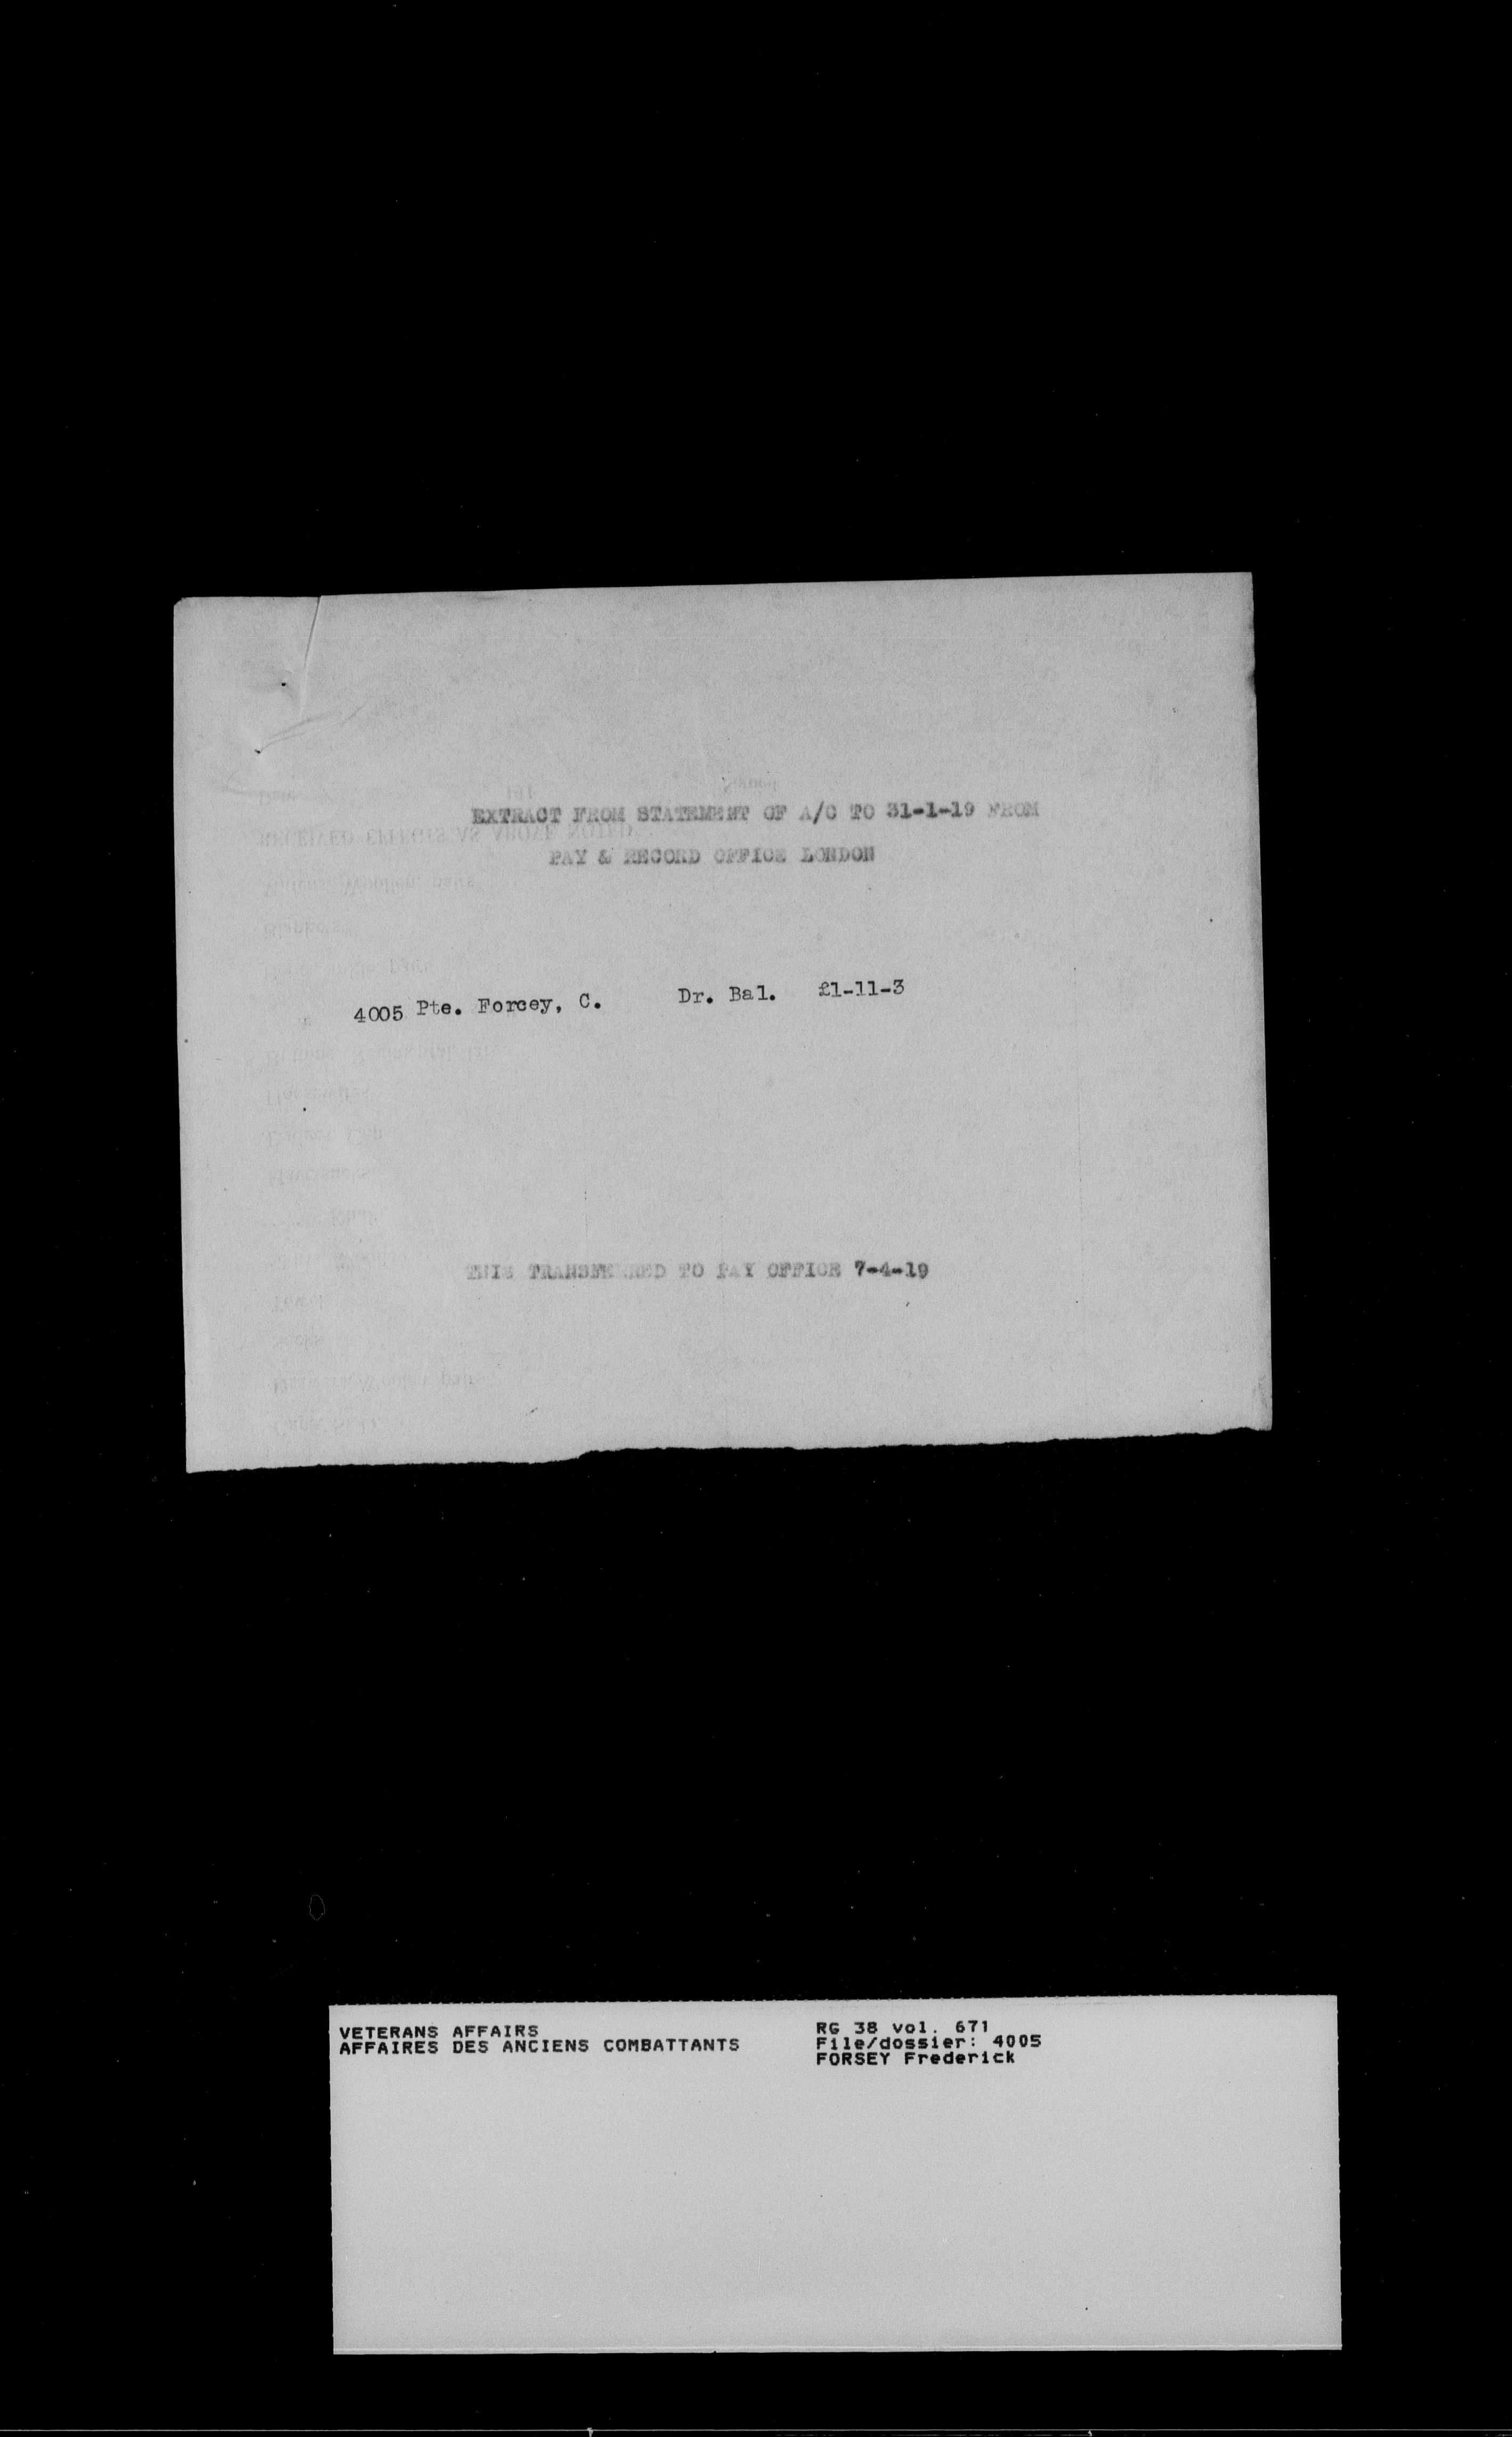 EXTRACT FROM STATEMENT OF A/C TO 31-1-19 FROM
PAY & RECORD OFFICE LONDON
4005 Pte. Forcey, C. Dr. Bal. £1-11-3
THIS TRANSFERRED TO PAY OFFICE 7-4-19
VETERANS AFFAIRS
AFFAIRES DES ANCIENS COMBATTANTS
RG 38 vol. 671
File/dossier: 4005
FORSEY Frederick